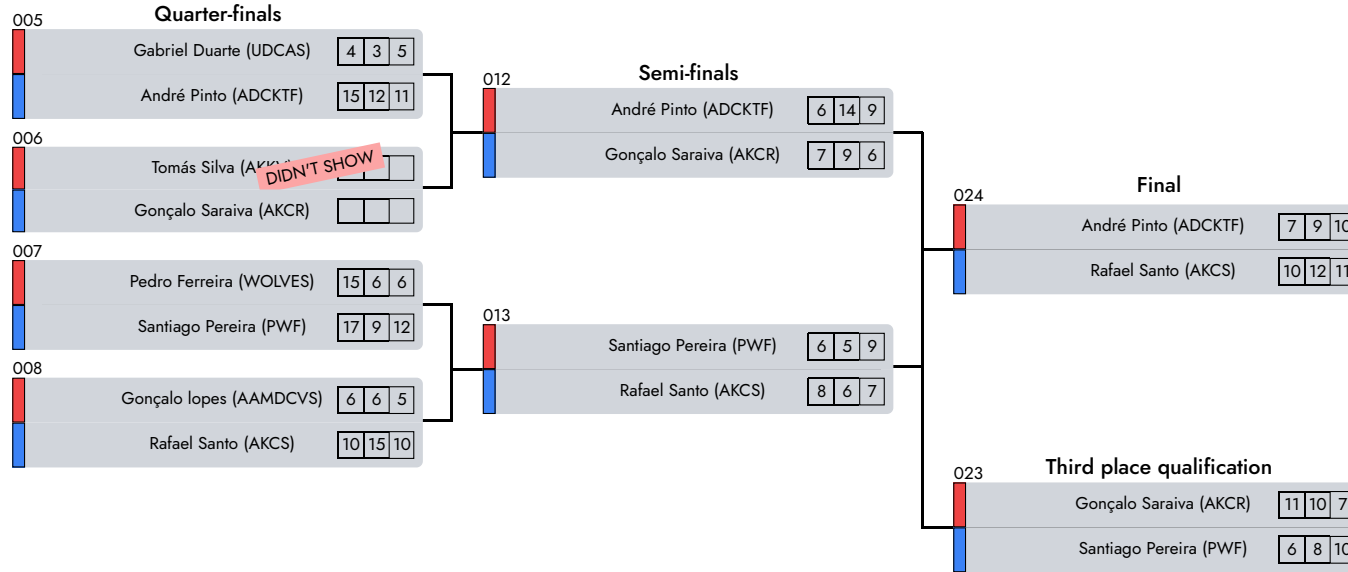 Quarter-finals
005
Gabriel Duarte (UDCAS) 4 3 5
André Pinto (ADCKTF) 15 12 11
006
Tomás Silva
DIDN'T SHOW
Gonçalo Saraiva (AKCR)
007
Pedro Ferreira (WOLVES) 15 6 6
Santiago Pereira (PWF) 17 9 12
008
Gonçalo lopes (AAMDCVS) 6 6 5
Rafael Santo (AKCS) 10 15 10
Semi-finals
012
André Pinto (ADCKTF) 6 14 9
Gonçalo Saraiva (AKCR) 7 9 6
013
Santiago Pereira (PWF) 6 5 9
Rafael Santo (AKCS) 8 6 7
Final
024
André Pinto (ADCKTF) 7 9 10
Rafael Santo (AKCS) 10 12 11
Third place qualification
023
Gonçalo Saraiva (AKCR) 11 10 7
Santiago Pereira (PWF) 6 8 10